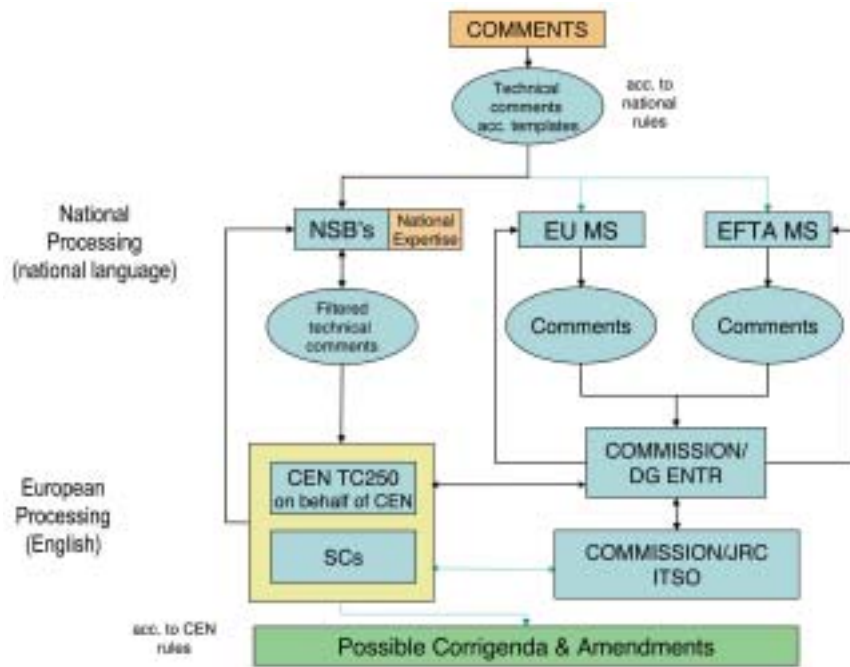 COMMENTS
Technical
comments
acc. templates
acc. to
national
rules
National
Processing
(national language)
NSB's
National
Expertise
EU MS
EFTA MS
Filtered
technical
comments
Comments
Comments
European
Processing
(English)
CEN TC250
on behalf of CEN
SCs
COMMISSION/
DG ENTR
COMMISSION/JRC
ITSO
acc. to CEN
rules
Possible Corrigenda & Amendments